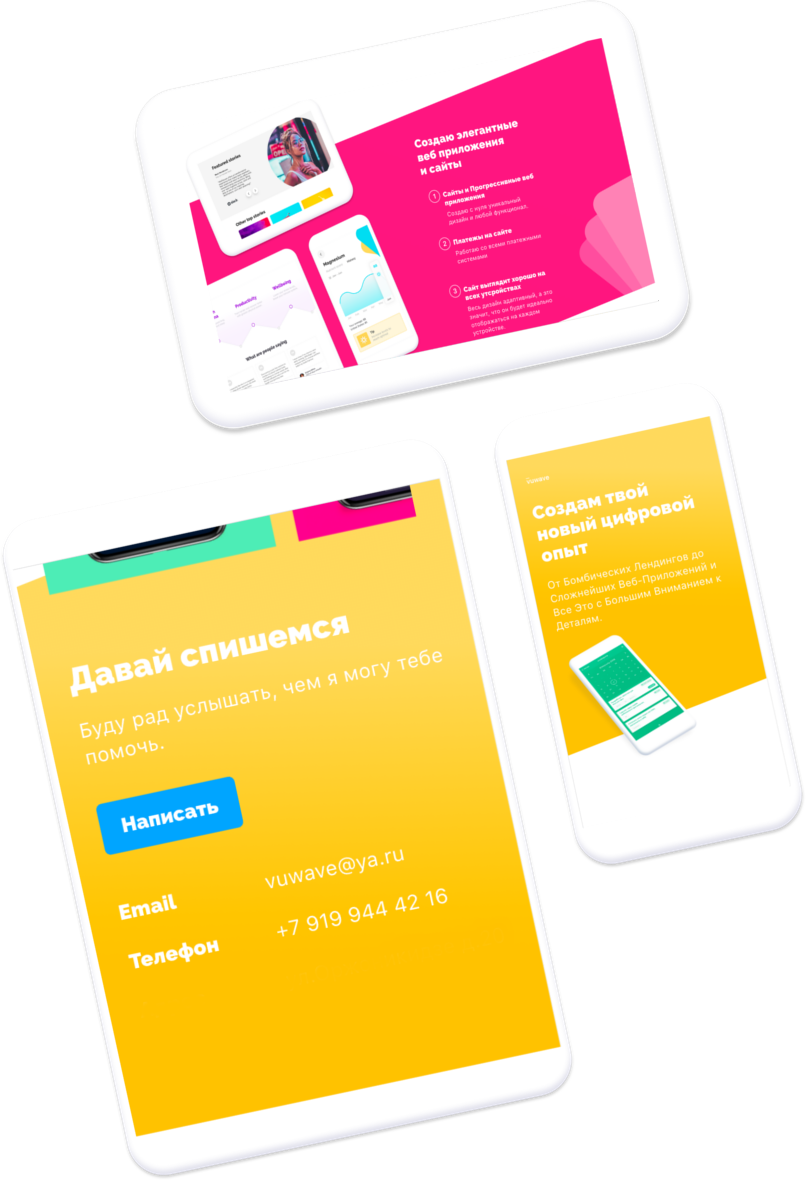 Featured stories
Other top stories
Создаю элегантные
веб приложения
и сайты
1 Сайты и Прогрессивные веб
приложения
Создаю с нуля уникальный
дизайн и любой функционал.
2 Платежы на сайте
Работаю со всеми платежными
системами
3 Сайт выглядит хорошо на
всех утсройствах
Весь дизайн адаптивный, а это
значит, что он будет идеально
отображаться на каждом
устройстве.
Magnesium
Productivity
Wellbeing
What are people saying
Создам твой
новый цифровой
опыт
От Бомбических Лендингов до
Сложнейших Веб-Приложений и
Все Это с Большим Вниманием к
Деталям.
Давай спишемся
Буду рад услышать, чем я могу тебе
помочь.
Написать
Email vuwave@ya.ru
Телефон +7 919 944 42 16